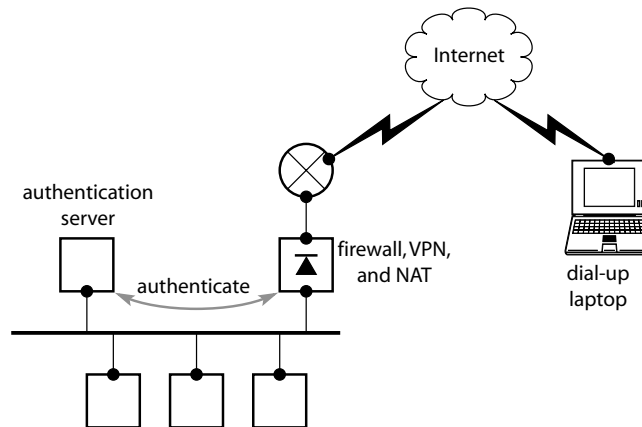 Internet
authentication
server
firewall, VPN,
and NAT
authenticate
dial-up
laptop